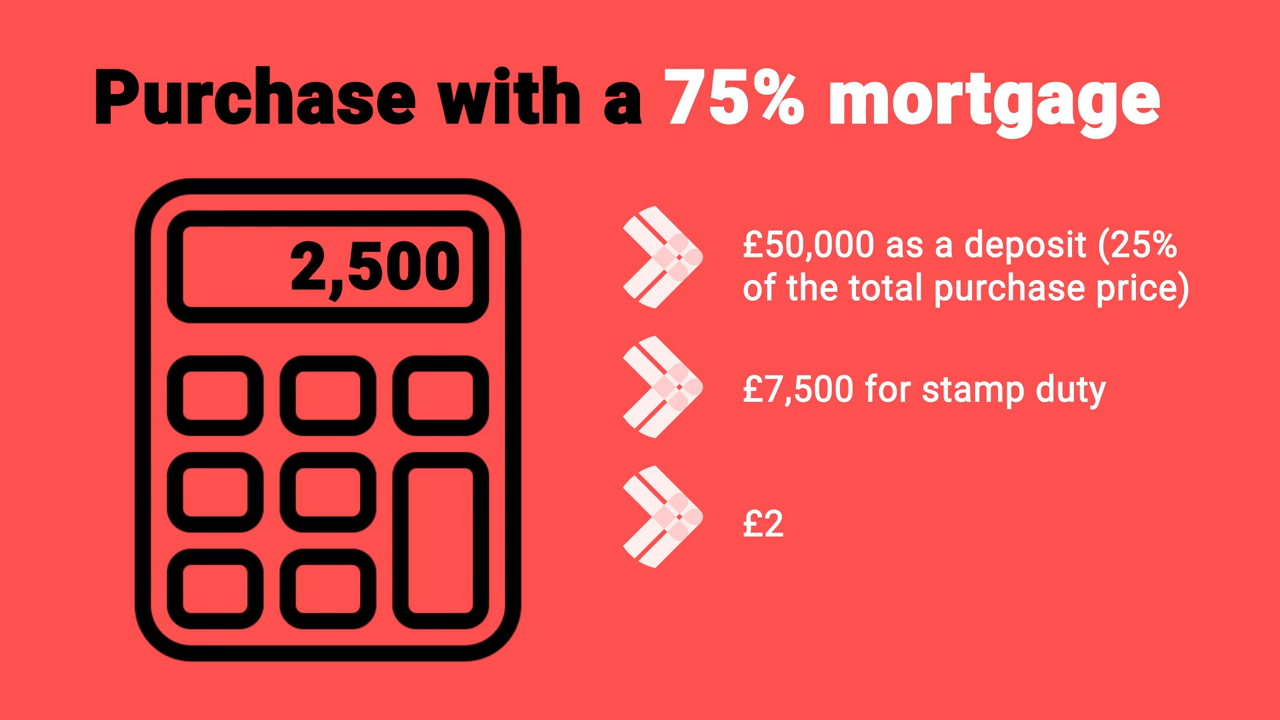 Purchase with a 75% mortgage
2,500
£50,000 as a deposit (25%
of the total purchase price)
£7,500 for stamp duty
£2